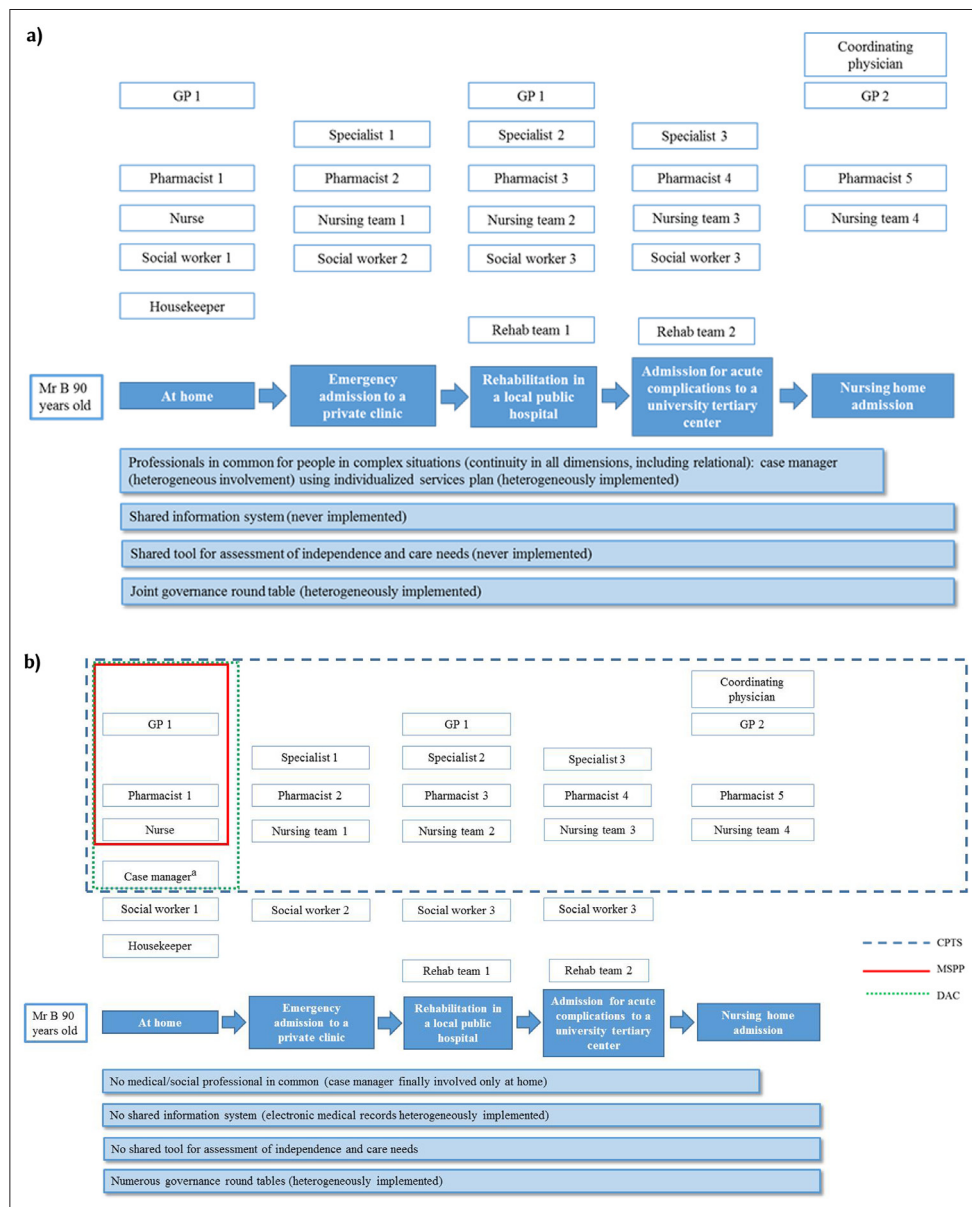 a)
Coordinating
physician
GP 1
GP 1
GP 2
Specialist 1
Specialist 2
Specialist 3
Pharmacist 1
Pharmacist 2
Pharmacist 3
Pharmacist 4
Pharmacist 5
Nurse
Nursing team 1
Nursing team 2
Nursing team 3
Nursing team 4
Social worker 1
Social worker 2
Social worker 3
Social worker 3
Housekeeper
Rehab team 1
Rehab team 2
Mr B 90
years old
At home
Emergency
admission to a
private clinic
Rehabilitation in
a local public
hospital
Admission for acute
complications to a
university tertiary
center
Nursing home
admission
Professionals in common for people in complex situations (continuity in all dimensions, including relational): case manager
(heterogeneous involvement) using individualized services plan (heterogeneously implemented)
Shared information system (never implemented)
Shared tool for assessment of independence and care needs (never implemented)
Joint governance round table (heterogeneously implemented)
b)
Coordinating
physician
GP 1
GP 1
GP 2
Specialist 1
Specialist 2
Specialist 3
Pharmacist 1
Pharmacist 2
Pharmacist 3
Pharmacist 4
Pharmacist 5
Nurse
Nursing team 1
Nursing team 2
Nursing team 3
Nursing team 4
Case managerᵃ
Social worker 1
Social worker 2
Social worker 3
Social worker 3
Housekeeper
CPTS
MSPP
DAC
Rehab team 1
Rehab team 2
Mr B 90
years old
At home
Emergency
admission to a
private clinic
Rehabilitation in
a local public
hospital
Admission for acute
complications to a
university tertiary
center
Nursing home
admission
No medical/social professional in common (case manager finally involved only at home)
No shared information system (electronic medical records heterogeneously implemented)
No shared tool for assessment of independence and care needs
Numerous governance round tables (heterogeneously implemented)